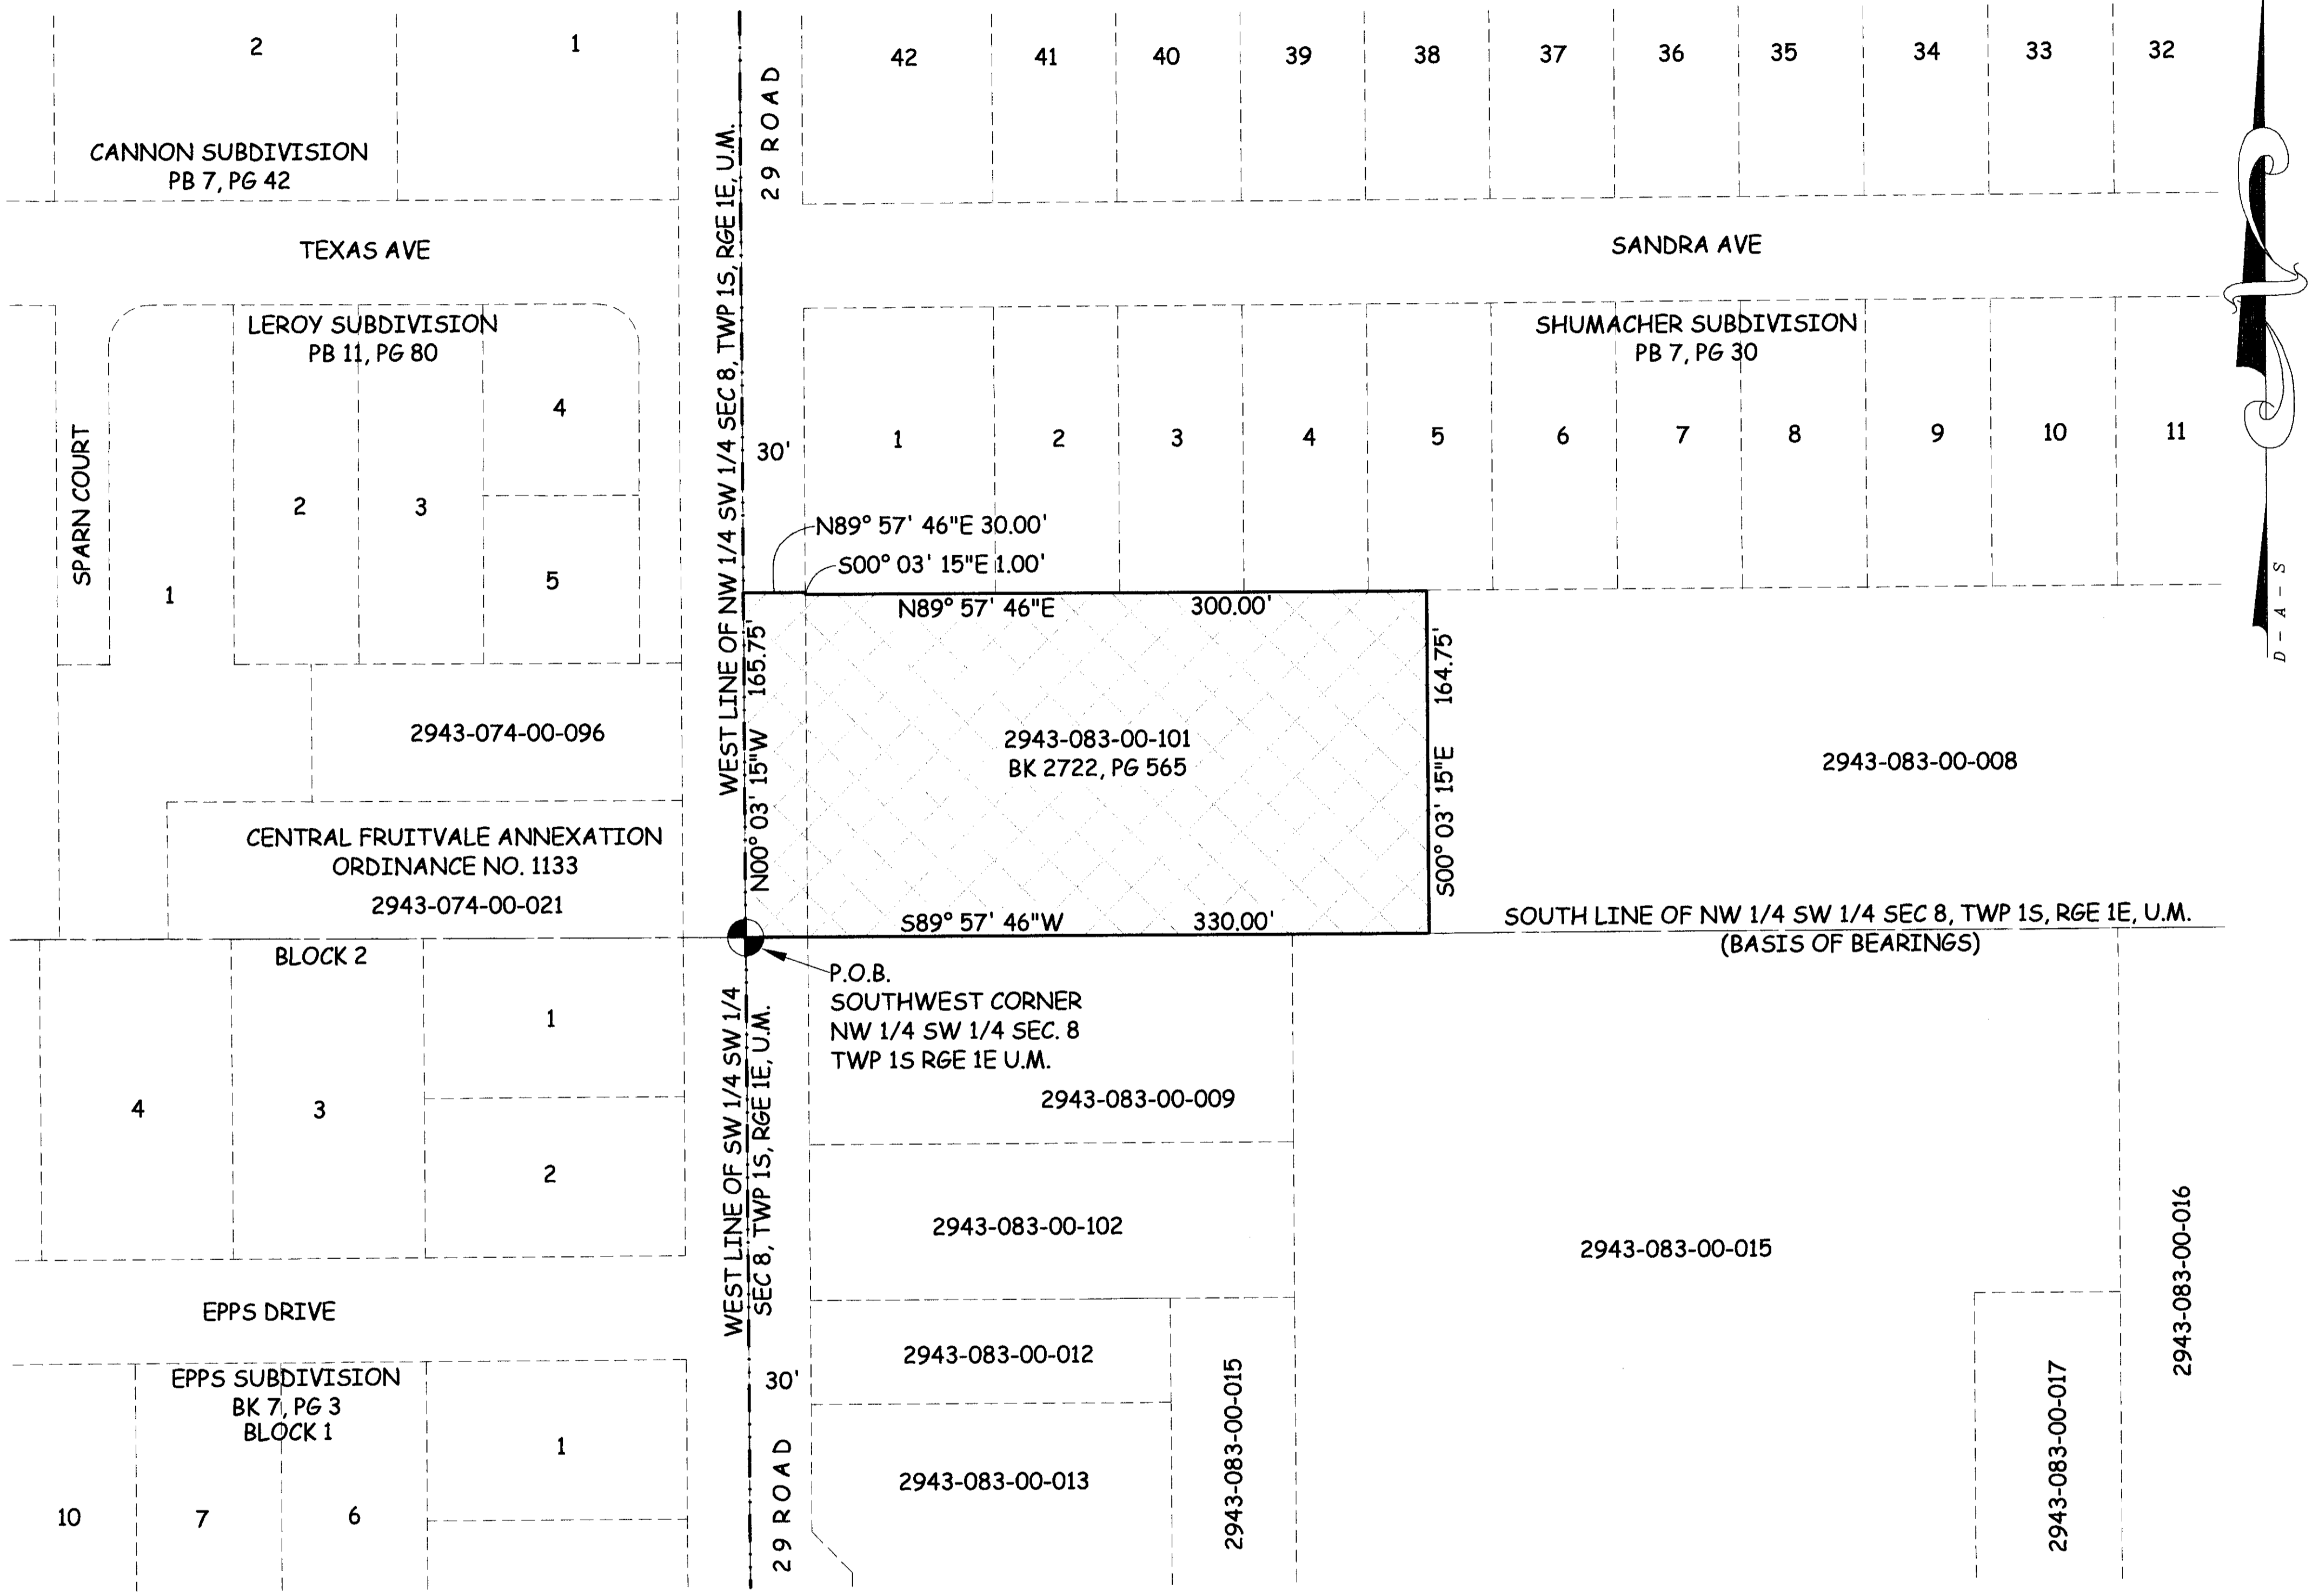 2
1
42
41
40
39
38
37
36
35
34
33
32
29 ROAD
CANNON SUBDIVISION
PB 7, PG 42
TEXAS AVE
SANDRA AVE
WEST LINE OF NW 1/4 SW 1/4 SEC 8, TWP 1S, RGE 1E, U.M.
LEROY SUBDIVISION
PB 11, PG 80
SHUMACHER SUBDIVISION
PB 7, PG 30
SPARN COURT
1
2
3
4
5
30'
1
2
3
4
5
6
7
8
9
10
11
D-A-S
N89° 57' 46"E 30.00'
S00° 03' 15"E 1.00'
N89° 57' 46"E 300.00'
N00° 03' 15"W 165.75'
S00° 03' 15"E 164.75'
2943-074-00-096
2943-083-00-101
BK 2722, PG 565
2943-083-00-008
CENTRAL FRUITVALE ANNEXATION
ORDINANCE NO. 1133
2943-074-00-021
S89° 57' 46"W 330.00'
SOUTH LINE OF NW 1/4 SW 1/4 SEC 8, TWP 1S, RGE 1E, U.M.
(BASIS OF BEARINGS)
BLOCK 2
P.O.B.
SOUTHWEST CORNER
NW 1/4 SW 1/4 SEC. 8
TWP 1S RGE 1E U.M.
WEST LINE OF SW 1/4 SW 1/4
SEC 8, TWP 1S, RGE 1E, U.M.
4
3
1
2
2943-083-00-009
2943-083-00-102
2943-083-00-015
2943-083-00-016
EPPS DRIVE
2943-083-00-012
2943-083-00-015
2943-083-00-017
EPPS SUBDIVISION
BK 7, PG 3
BLOCK 1
30'
29 ROAD
1
2943-083-00-013
10
7
6